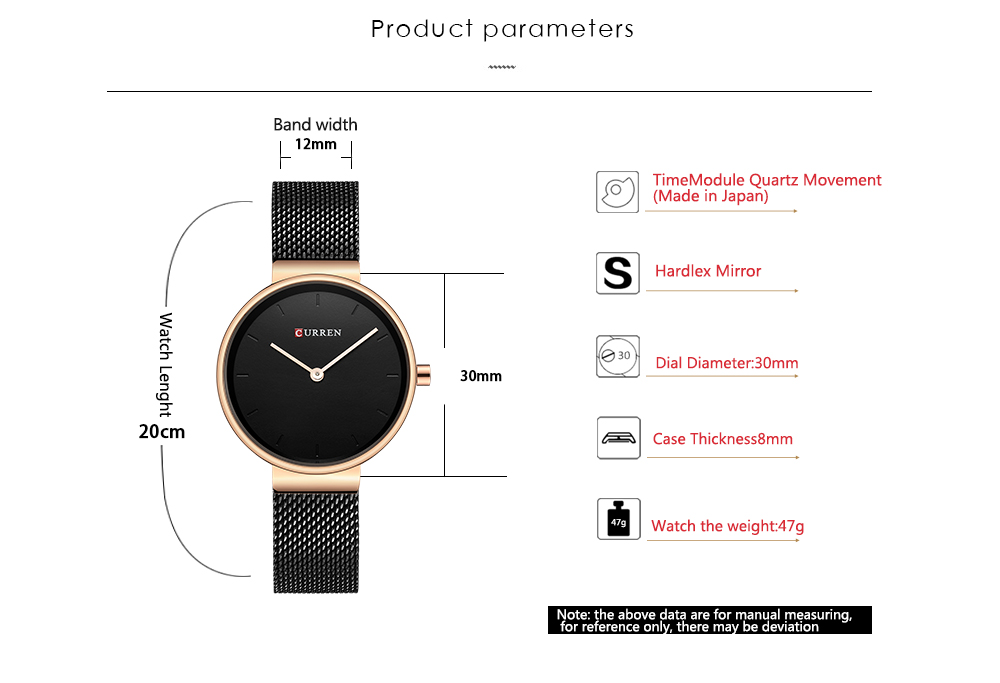 Product parameters
Band width
12mm
CURREN
Watch Lenght
20cm
30mm
TimeModule Quartz Movement
(Made in Japan)
S
Hardlex Mirror
30
Dial Diameter:30mm
Case Thickness8mm
47g
Watch the weight:47g
Note: the above data are for manual measuring,
for reference only, there may be deviation